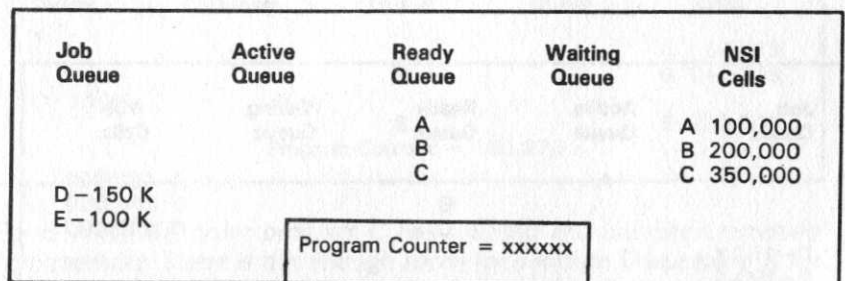 Job Active Ready Waiting NSI
Queue Queue Queue Queue Cells
A A 100,000
B B 200,000
C C 350,000
D–150 K
E–100 K
Program Counter = xxxxxx